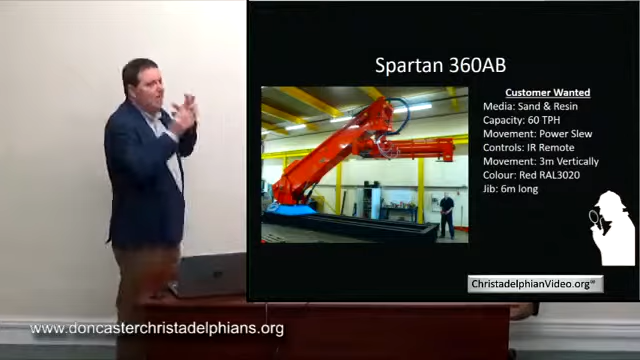 Spartan 360AB
Customer Wanted
Media: Sand & Resin
Capacity: 60 TPH
Movement: Power Slew
Controls: IR Remote
Movement: 3m Vertically
Colour: Red RAL3020
Jib: 6m long
ChristadelphianVideo.org
www.doncasterchristadelphians.org